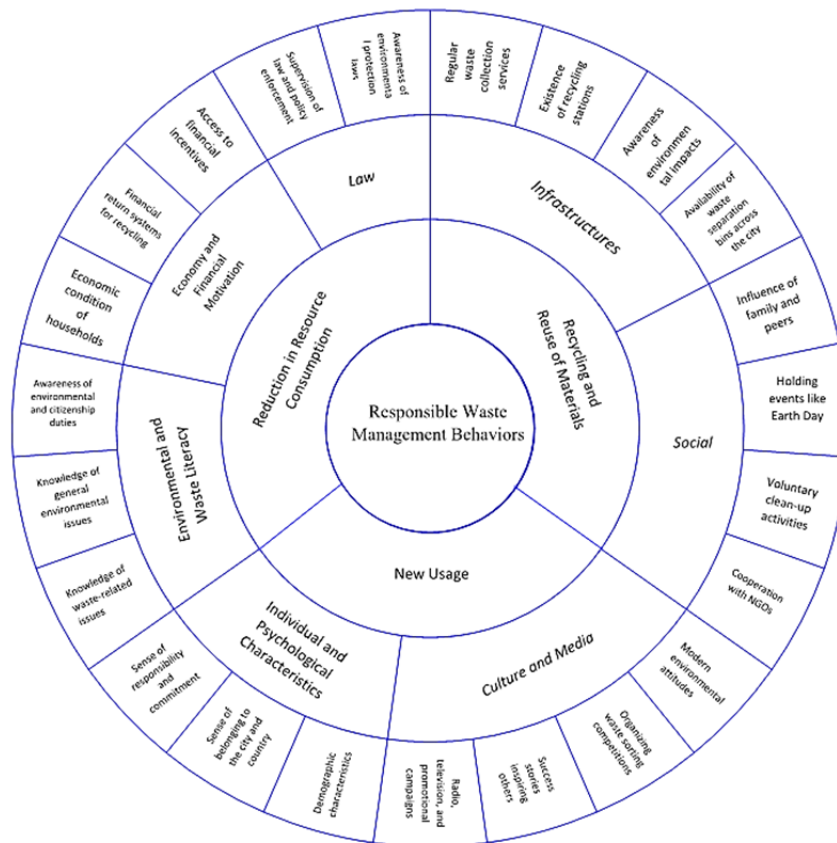 Responsible Waste
Management Behaviors
Recycling and
Reuse of Materials
New Usage
Reduction in Resource
Consumption
Infrastructures
Social
Culture and Media
Individual and
Psychological
Characteristics
Environmental and
Waste Literacy
Economy and
Financial
Motivation
Law
Regular
waste
collection
services
Existence
of recycling
stations
Awareness
of
environmen
tal impacts
Availability of
waste
separation
bins across
the city
Influence of
family and
peers
Holding
events like
Earth Day
Voluntary
clean-up
activities
Cooperation
with NGOs
Modern
environmental
attitudes
Organizing
waste sorting
competitions
Success
stories
inspiring
others
Radio,
television, and
promotional
campaigns
Demographic
characteristics
Sense of
belonging to
the city and
country
Sense of
responsibility
and
commitment
Knowledge of
waste-related
issues
Knowledge of
general
environmental issues
Awareness of
environmental
and citizenship
duties
Economic
condition
of
households
Financial
return systems
for recycling
Access to
financial
incentives
Supervision of
law and policy
enforcement
Awareness of
environmenta
l protection
laws